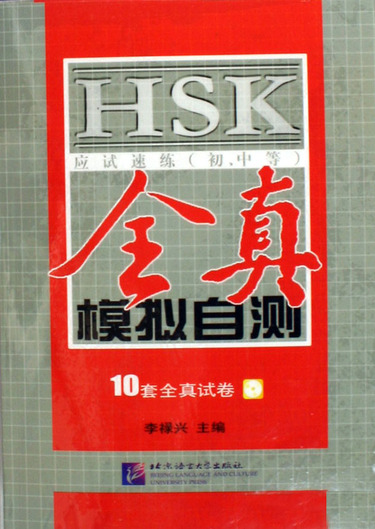 HSK
应试速练(初、中等)
全真
模拟自测
10套全真试卷
李禄兴 主编
北京语言大学出版社
BEIJING LANGUAGE AND CULTURE
UNIVERSITY PRESS